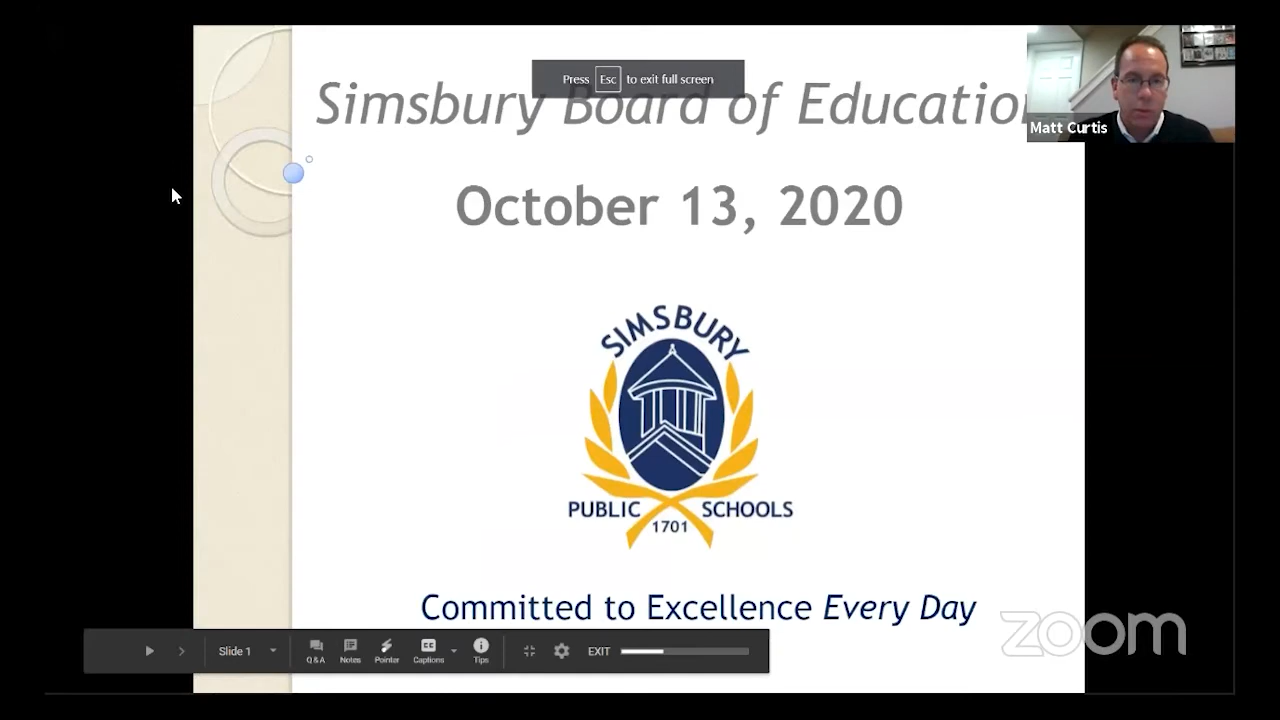 Press Esc to exit full screen
Simsbury Board of Educatio
Matt Curtis
October 13, 2020
SIMSBURY
PUBLIC SCHOOLS
1701
Committed to Excellence Every Day
zoom
Slide 1
Q&A Notes Pointer CC Captions Tips EXIT